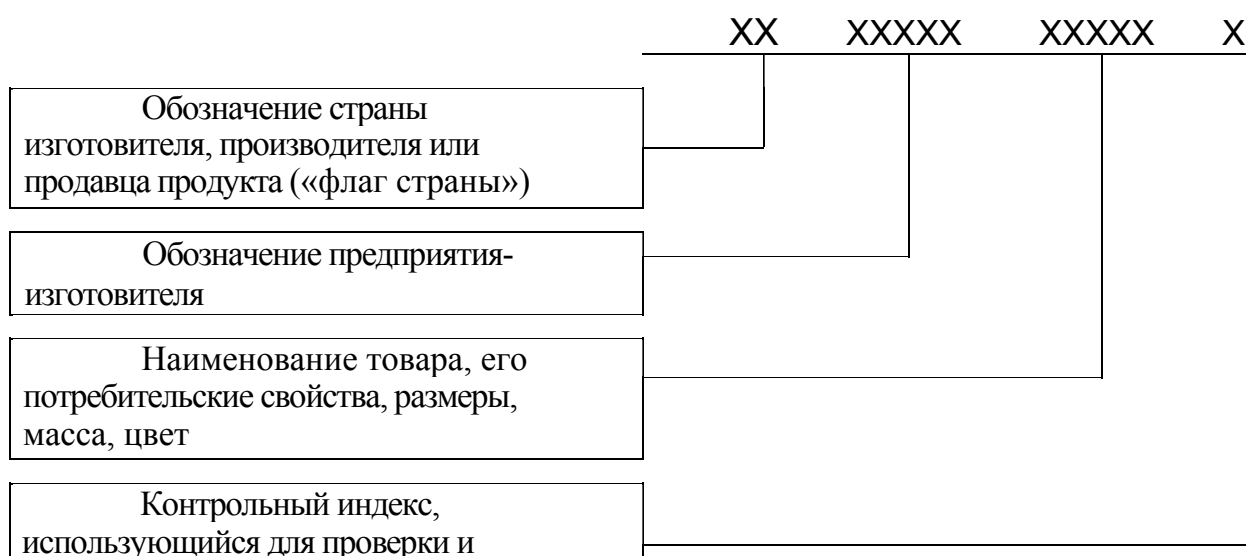 XX XXXXX XXXXX X
Обозначение страны
изготовителя, производителя или
продавца продукта («флаг страны»)
Обозначение предприятия-
изготовителя
Наименование товара, его
потребительские свойства, размеры,
масса, цвет
Контрольный индекс,
использующийся для проверки и